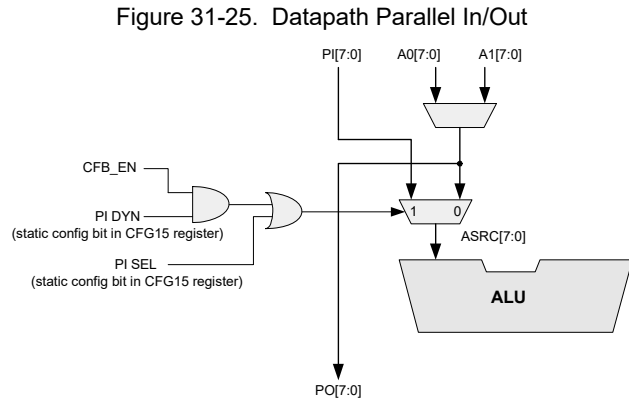 Figure 31-25.  Datapath Parallel In/Out
PI[7:0]
A0[7:0]
A1[7:0]
CFB_EN
PI DYN
(static config bit in CFG15 register)
PI SEL
(static config bit in CFG15 register)
1
0
ASRC[7:0]
ALU
PO[7:0]